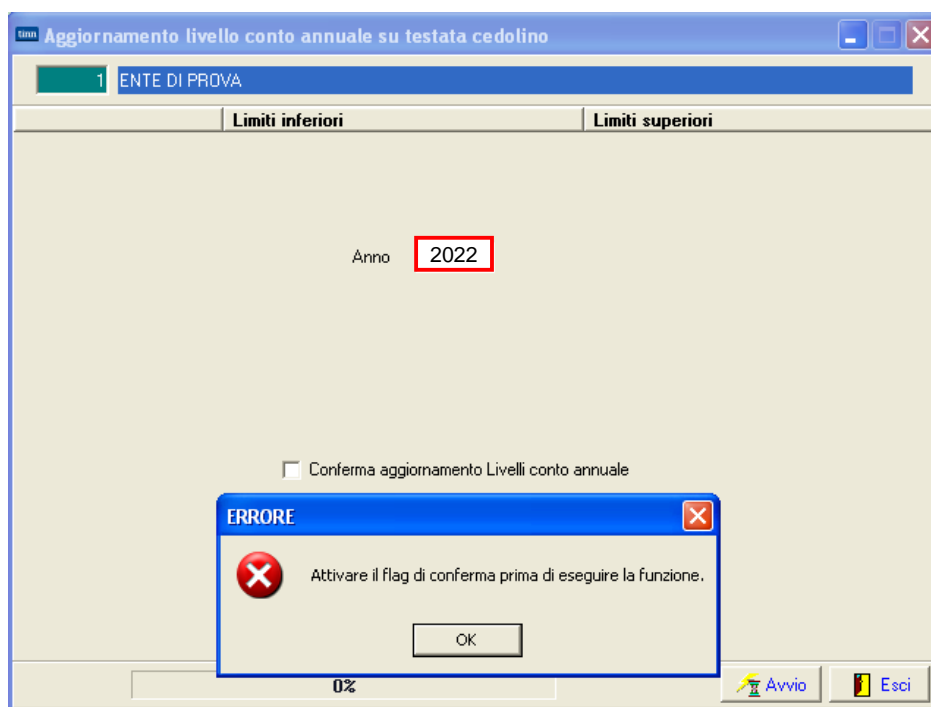 tinn Aggiornamento livello conto annuale su testata cedolino
1 ENTE DI PROVA
Limiti inferiori Limiti superiori
Anno 2022
Conferma aggiornamento Livelli conto annuale
ERRORE
Attivare il flag di conferma prima di eseguire la funzione.
OK
0% Avvio Esci